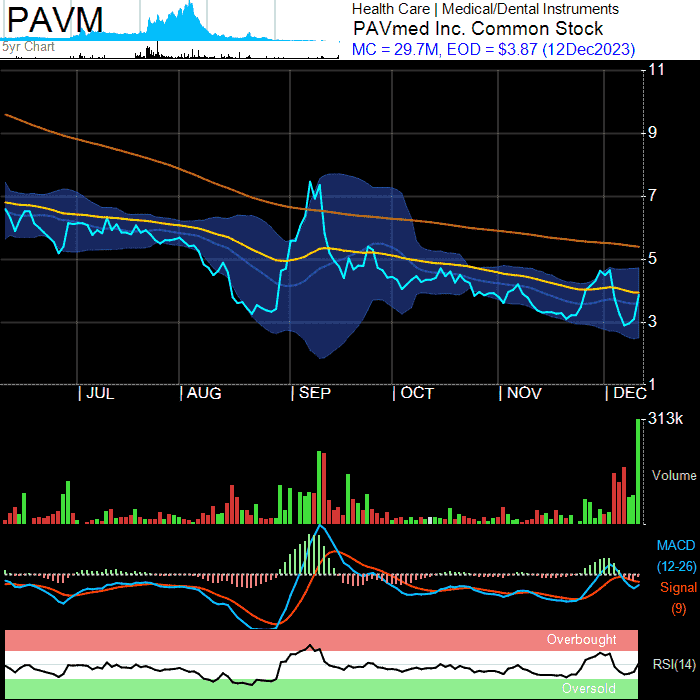 PAVM
5yr Chart
Health Care | Medical/Dental Instruments
PAVmed Inc. Common Stock
MC = 29.7M, EOD = $3.87 (12Dec2023)
11
9
7
5
3
1
JUL
AUG
SEP
OCT
NOV
DEC
313k
Volume
MACD
(12-26)
Signal
(9)
Overbought
RSI(14)
Oversold